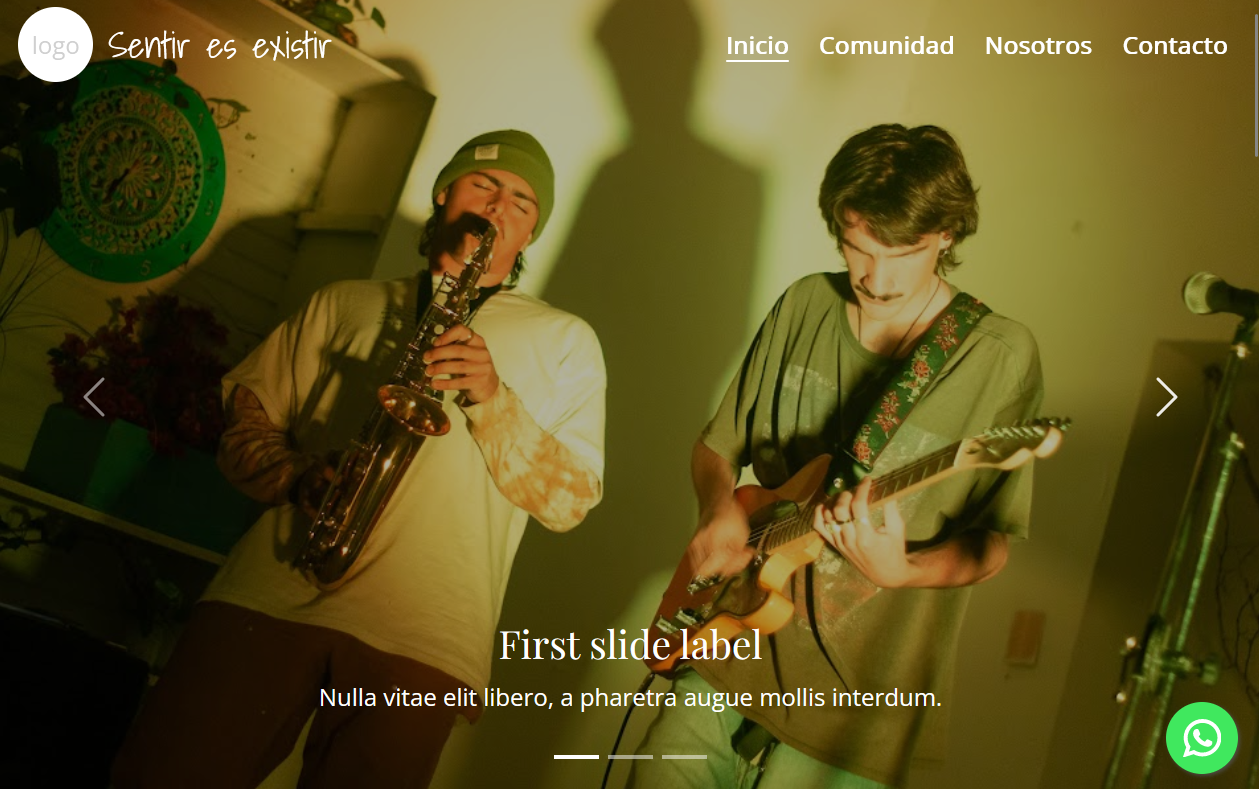 logo
Sentir es existir
Inicio Comunidad Nosotros Contacto
First slide label
Nulla vitae elit libero, a pharetra augue mollis interdum.